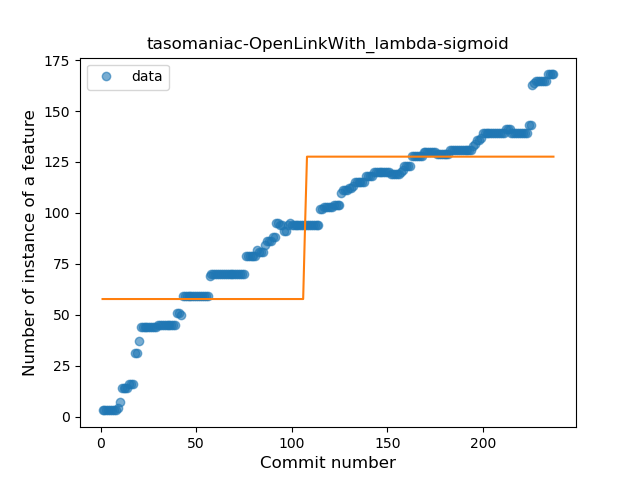 tasomaniac-OpenLinkWith_lambda-sigmoid
data
Number of instance of a feature
175
150
125
100
75
50
25
0
0 50 100 150 200
Commit number